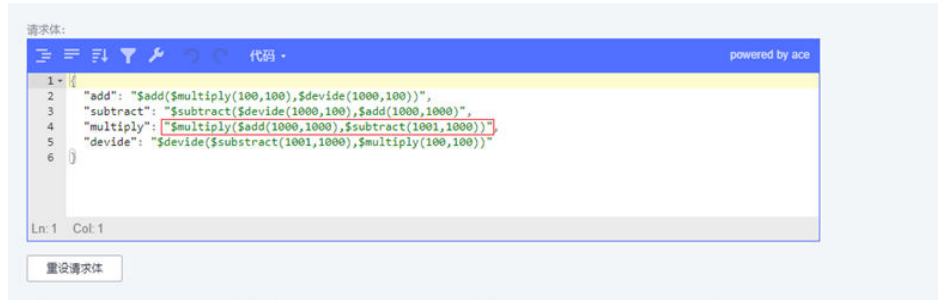 请求体:
代码
powered by ace
1 {
2 "add": "$add($multiply(100,100),$devide(1000,100))",
3 "subtract": "$subtract($devide(1000,100),$add(1000,1000)",
4 "multiply": "$multiply($add(1000,1000),$subtract(1001,1000))",
5 "devide": "$devide($substract(1001,1000),$multiply(100,100))"
6 }
Ln: 1 Col: 1
重设请求体